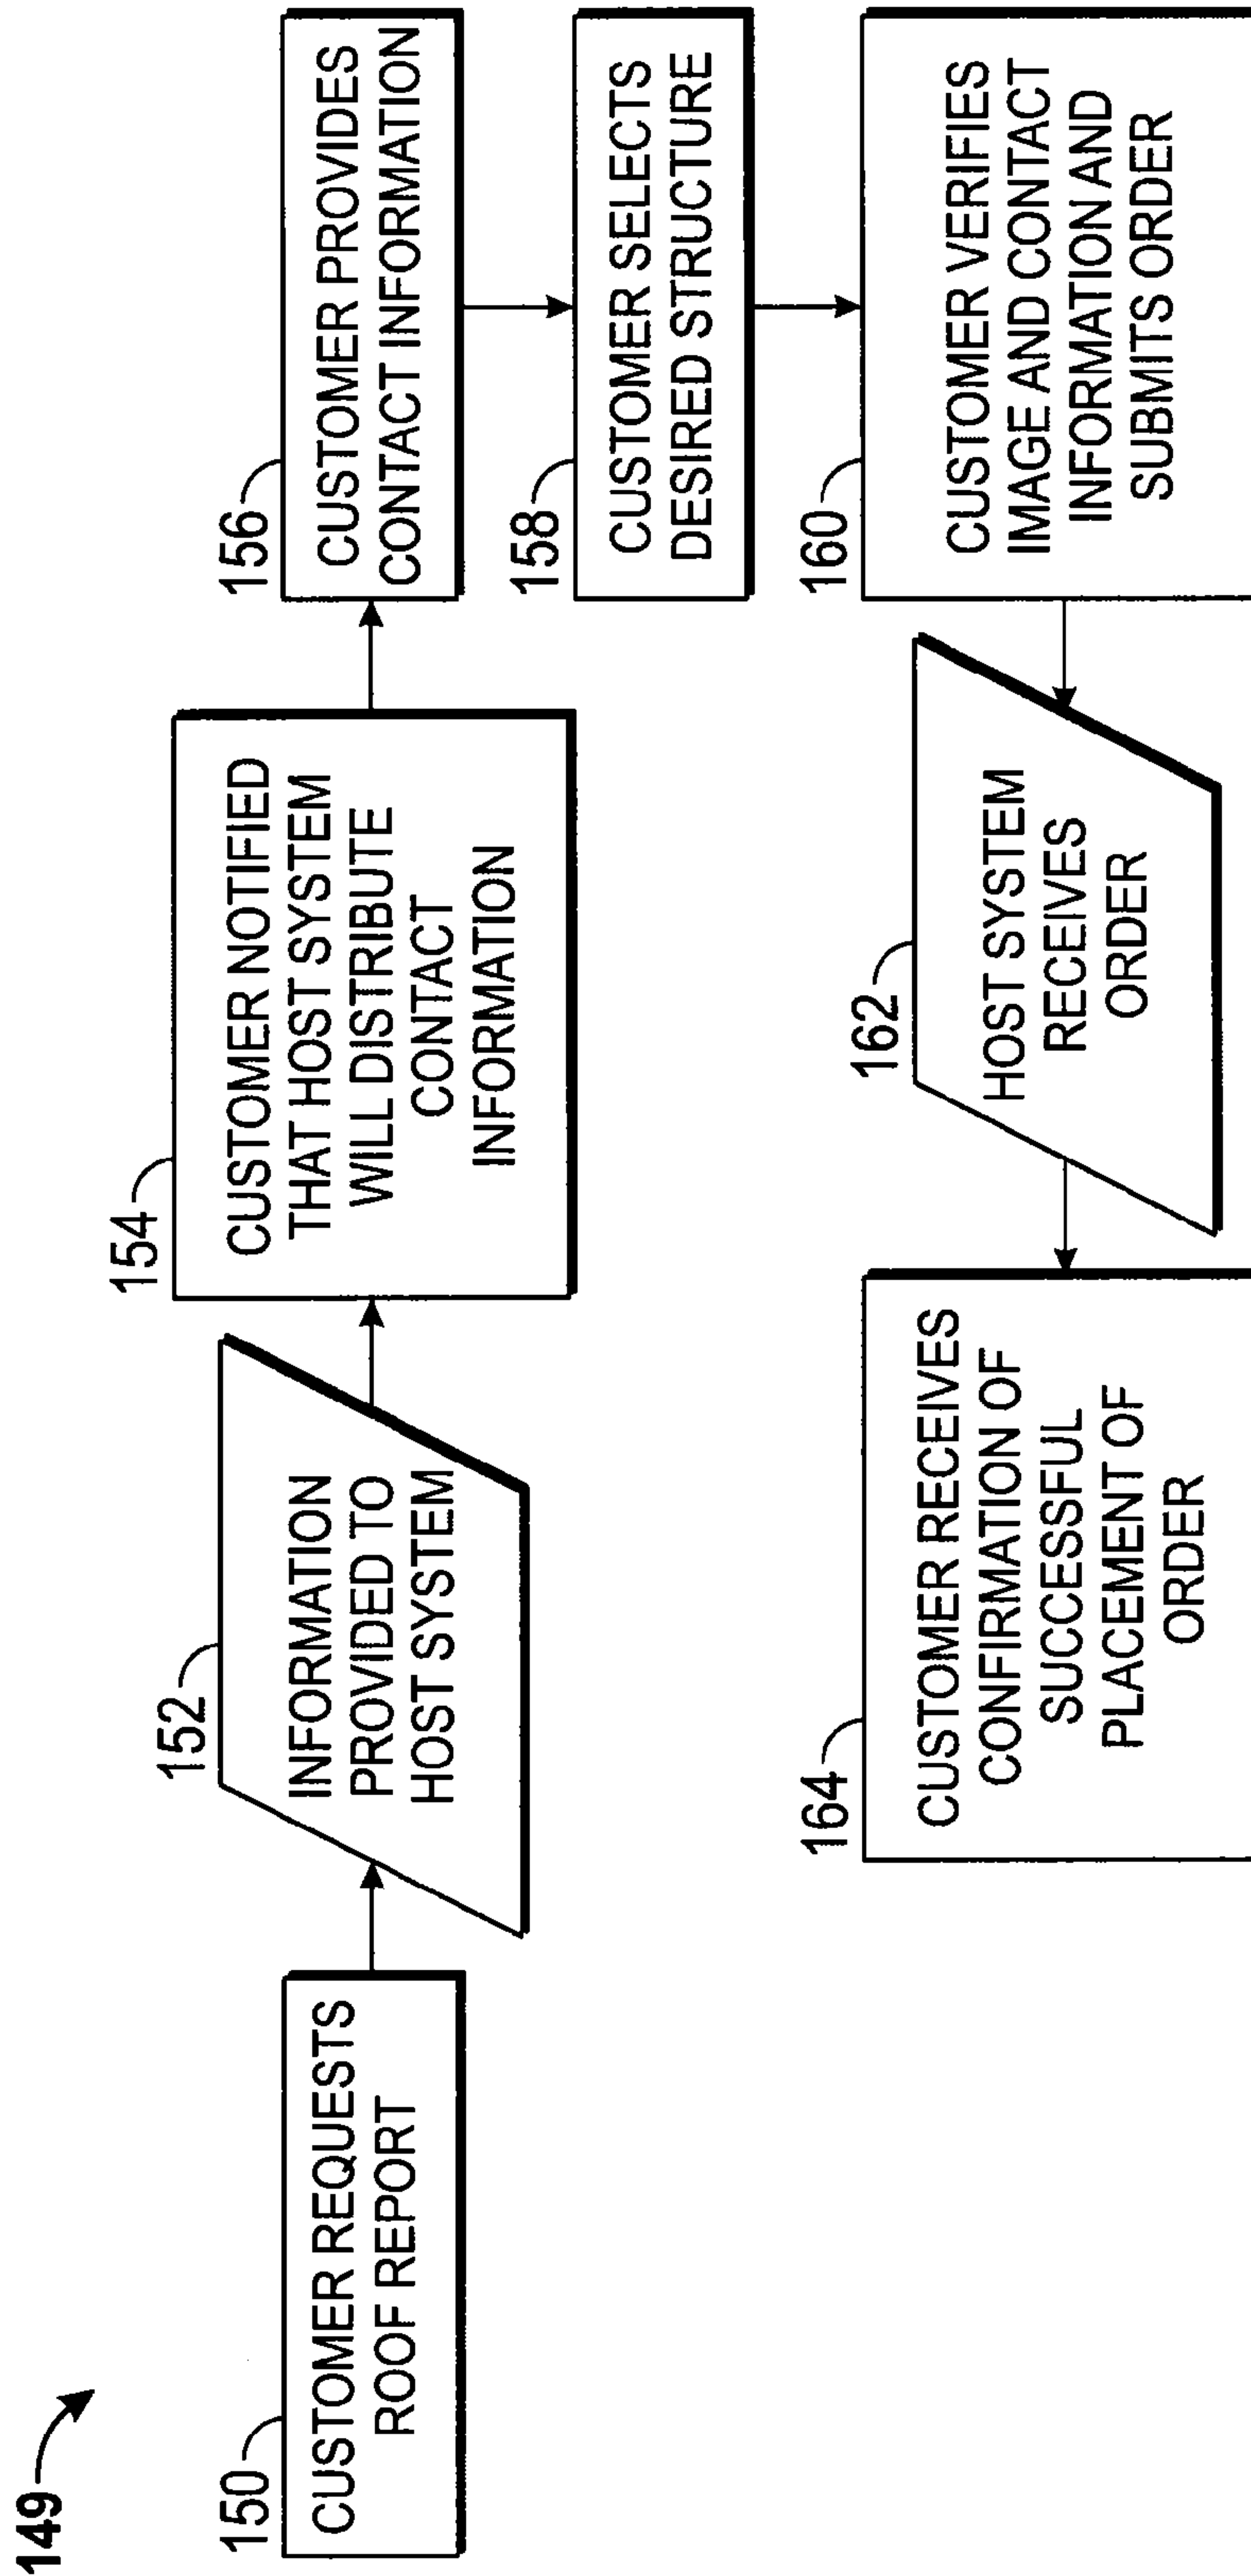 149
150
CUSTOMER REQUESTS
ROOF REPORT
152
INFORMATION
PROVIDED TO
HOST SYSTEM
154
CUSTOMER NOTIFIED
THAT HOST SYSTEM
WILL DISTRIBUTE
CONTACT
INFORMATION
156
CUSTOMER PROVIDES
CONTACT INFORMATION
158
CUSTOMER SELECTS
DESIRED STRUCTURE
160
CUSTOMER VERIFIES
IMAGE AND CONTACT
INFORMATION AND
SUBMITS ORDER
162
HOST SYSTEM
RECEIVES
ORDER
164
CUSTOMER RECEIVES
CONFIRMATION OF
SUCCESSFUL
PLACEMENT OF
ORDER